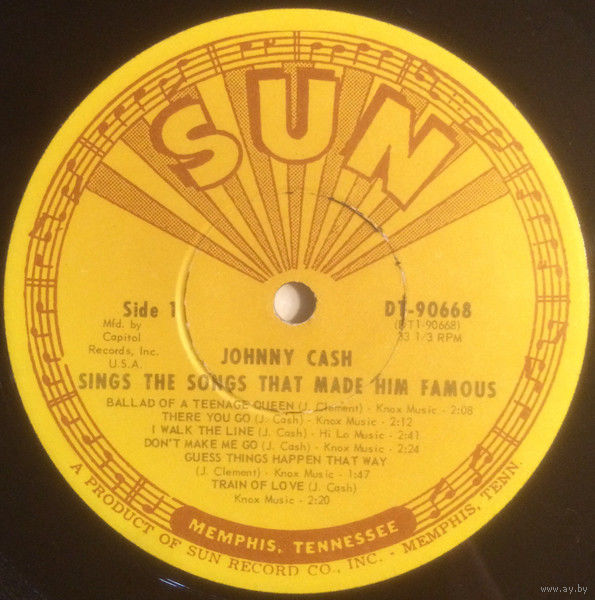 SUN
Side 1
Mfd. by
Capitol
Records, Inc.
U.S.A.
DT-90668
(DT1-90668)
33 1/3 RPM
JOHNNY CASH
SINGS THE SONGS THAT MADE HIM FAMOUS
BALLAD OF A TEENAGE QUEEN (J. Clement) - Knox Music - 2:08
THERE YOU GO (J. Cash) - Knox Music - 2:12
I WALK THE LINE (J. Cash) - Hi Lo Music - 2:41
DON'T MAKE ME GO (J. Cash) - Knox Music - 2:24
GUESS THINGS HAPPEN THAT WAY
(J. Clement) - Knox Music - 1:47
TRAIN OF LOVE (J. Cash)
Knox Music - 2:20
MEMPHIS, TENNESSEE
A PRODUCT OF SUN RECORD CO., INC. - MEMPHIS, TENN.
www.ay.by